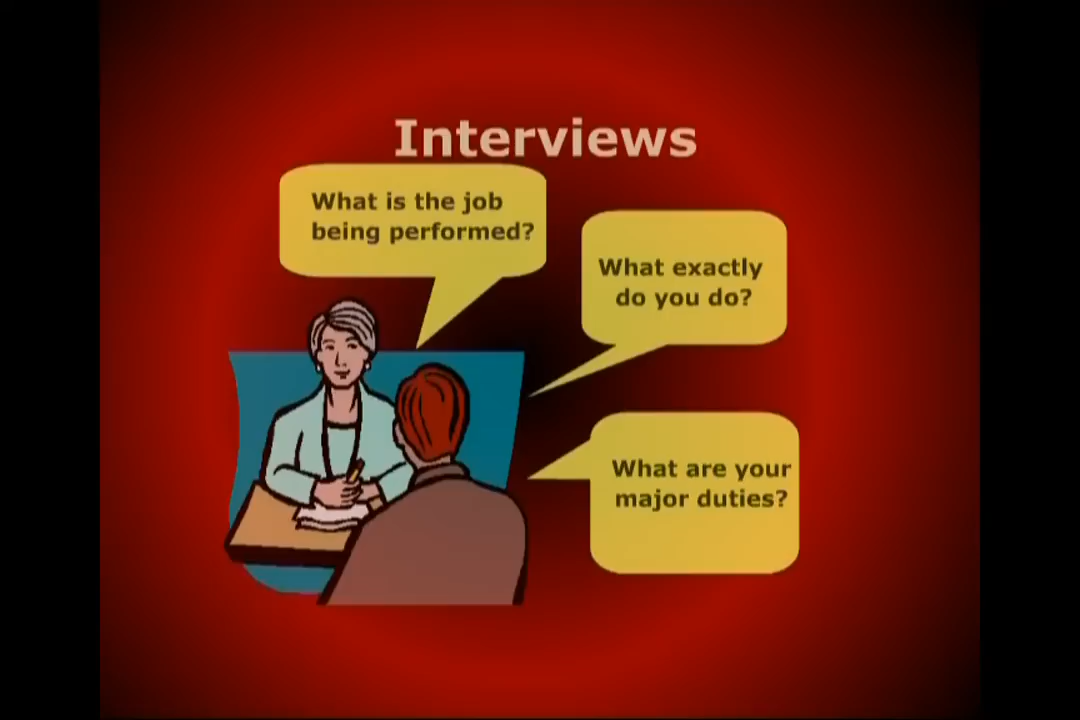 Interviews
What is the job
being performed?
What exactly
do you do?
What are your
major duties?